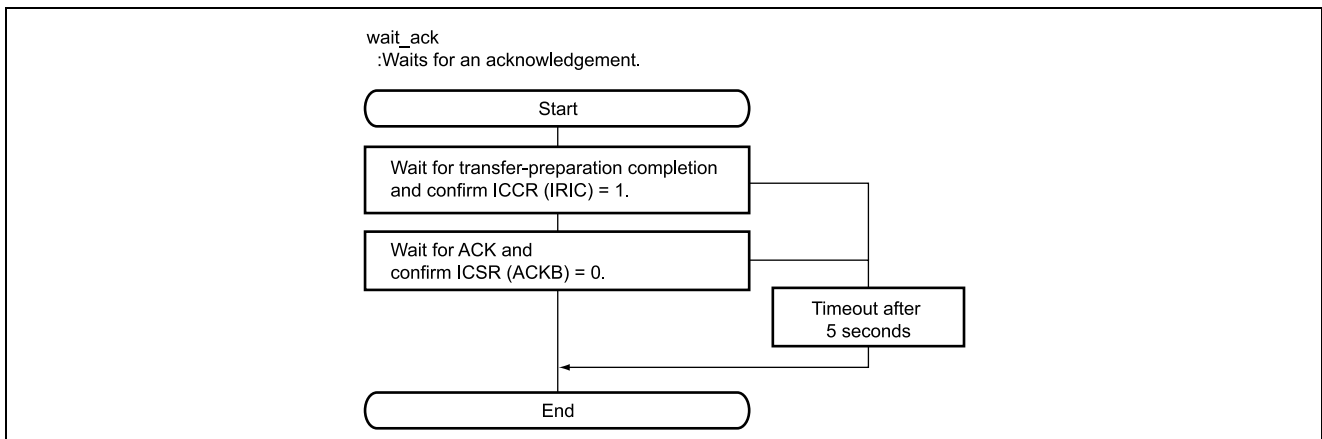 wait_ack
:Waits for an acknowledgement.
Start
Wait for transfer-preparation completion
and confirm ICCR (IRIC) = 1.
Wait for ACK and
confirm ICSR (ACKB) = 0.
Timeout after
5 seconds
End